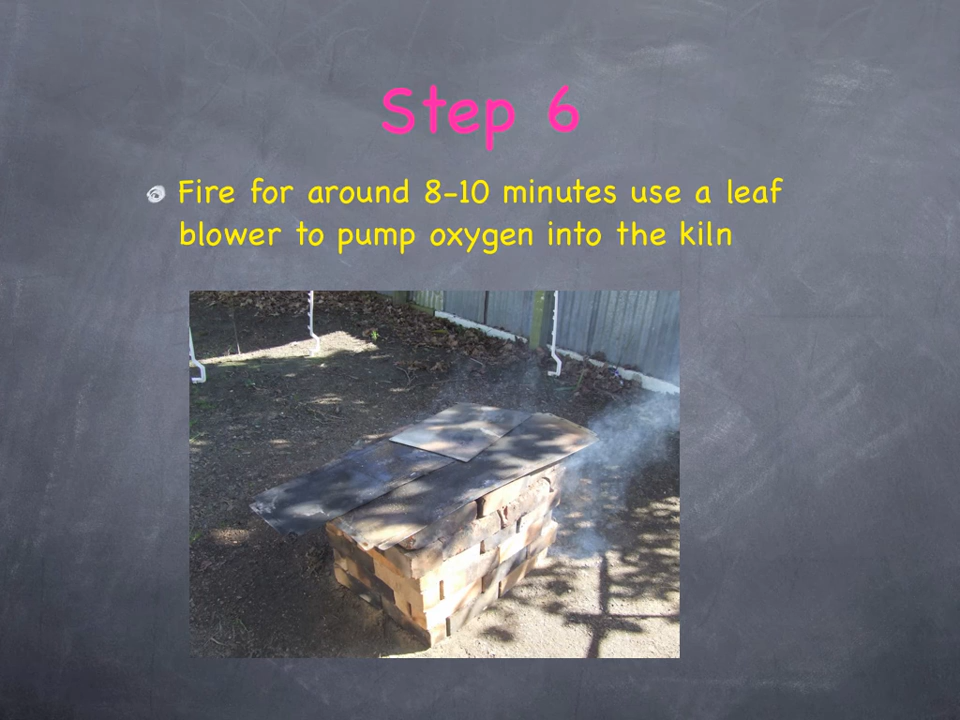 Step 6
Fire for around 8-10 minutes use a leaf
blower to pump oxygen into the kiln